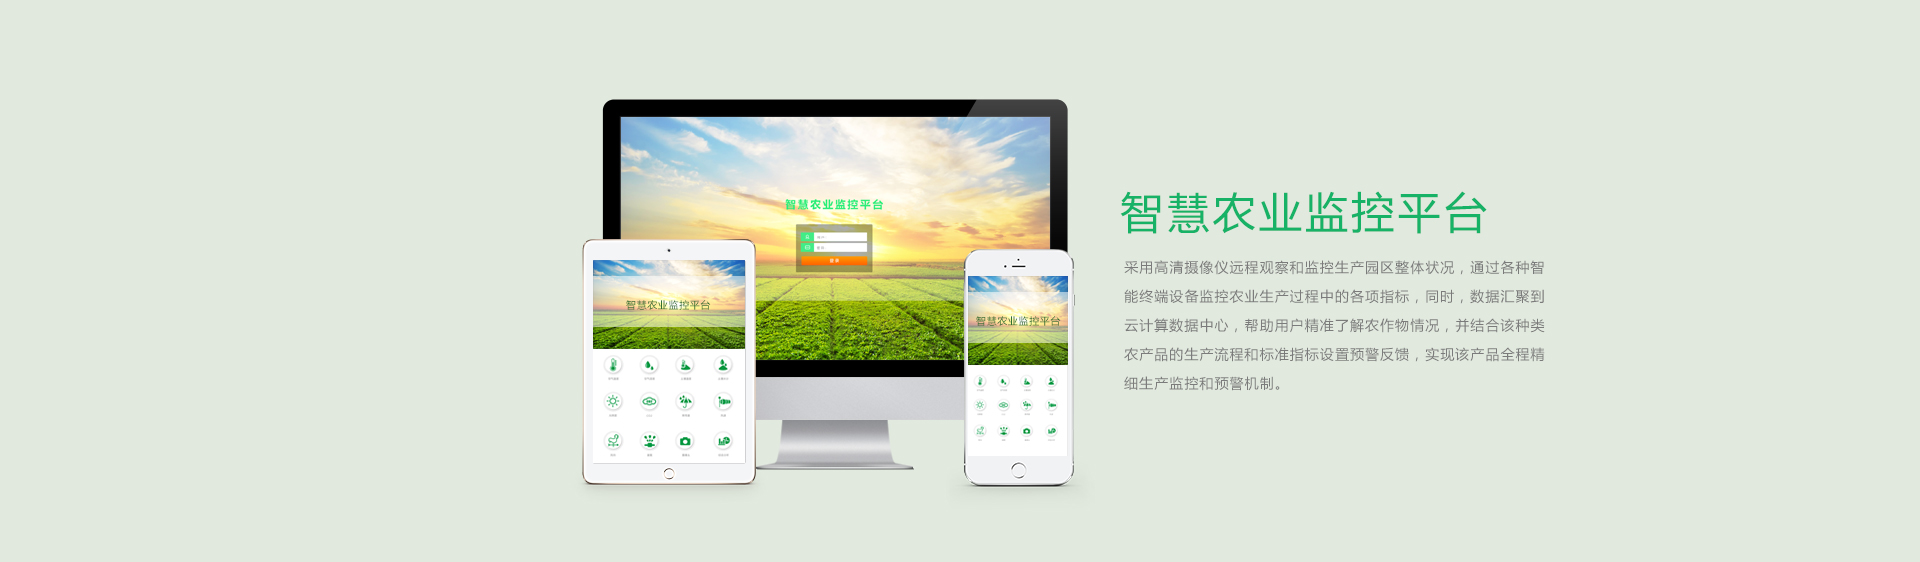 智慧农业监控平台
登录
智慧农业监控平台
智慧农业监控平台
智慧农业监控平台
采用高清摄像仪远程观察和监控生产园区整体状况，通过各种智
能终端设备监控农业生产过程中的各项指标，同时，数据汇聚到
云计算数据中心，帮助用户精准了解农作物情况，并结合该种类
农产品的生产流程和标准指标设置预警反馈，实现该产品全程精
细生产监控和预警机制。